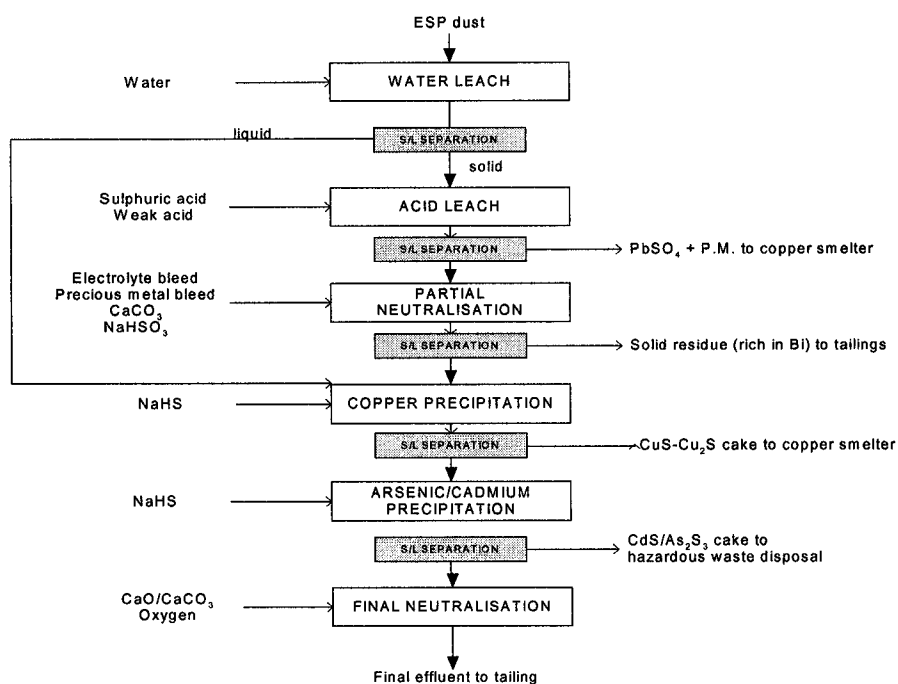 ESP dust
Water
WATER LEACH
liquid
S/L SEPARATION
solid
Sulphuric acid
Weak acid
ACID LEACH
S/L SEPARATION
PbSO₄ + P.M. to copper smelter
Electrolyte bleed
Precious metal bleed
CaCO₃
NaHSO₃
PARTIAL
NEUTRALISATION
S/L SEPARATION
Solid residue (rich in Bi) to tailings
NaHS
COPPER PRECIPITATION
S/L SEPARATION
CuS-Cu₂S cake to copper smelter
NaHS
ARSENIC/CADMIUM
PRECIPITATION
S/L SEPARATION
CdS/As₂S₃ cake to
hazardous waste disposal
CaO/CaCO₃
Oxygen
FINAL NEUTRALISATION
Final effluent to tailing